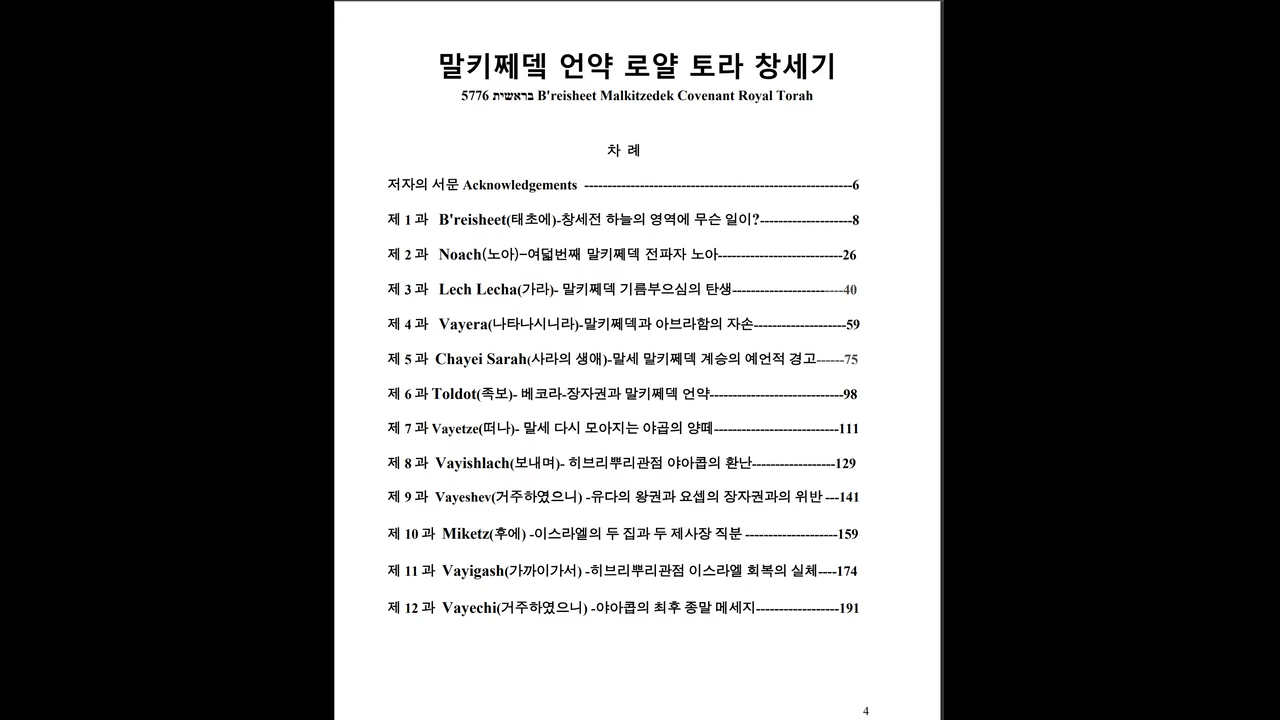 말키쩨덱 언약 로얄 토라 창세기
5776 בראשית B'reisheet Malkitzedek Covenant Royal Torah
차 례
저자의 서문 Acknowledgements ----------------------------------------------------------6
제 1 과 B'reisheet(태초에)-창세전 하늘의 영역에 무슨 일이?--------------------8
제 2 과 Noach(노아)–여덟번째 말키쩨덱 전파자 노아---------------------------26
제 3 과 Lech Lecha(가라)- 말키쩨덱 기름부으심의 탄생------------------------40
제 4 과 Vayera(나타나시니라)-말키쩨덱과 아브라함의 자손--------------------59
제 5 과 Chayei Sarah(사라의 생애)-말세 말키쩨덱 계승의 예언적 경고------75
제 6 과 Toldot(족보)- 베코라-장자권과 말키쩨덱 언약-----------------------------98
제 7 과 Vayetze(떠나)- 말세 다시 모아지는 야곱의 양떼---------------------------111
제 8 과 Vayishlach(보내며)- 히브리뿌리관점 야아콥의 환난------------------129
제 9 과 Vayeshev(거주하였으니) -유다의 왕권과 요셉의 장자권과의 위반 ---141
제 10 과 Miketz(후에) -이스라엘의 두 집과 두 제사장 직분 --------------------159
제 11 과 Vayigash(가까이가서) -히브리뿌리관점 이스라엘 회복의 실체----174
제 12 과 Vayechi(거주하였으니) -야아콥의 최후 종말 메세지------------------191
4